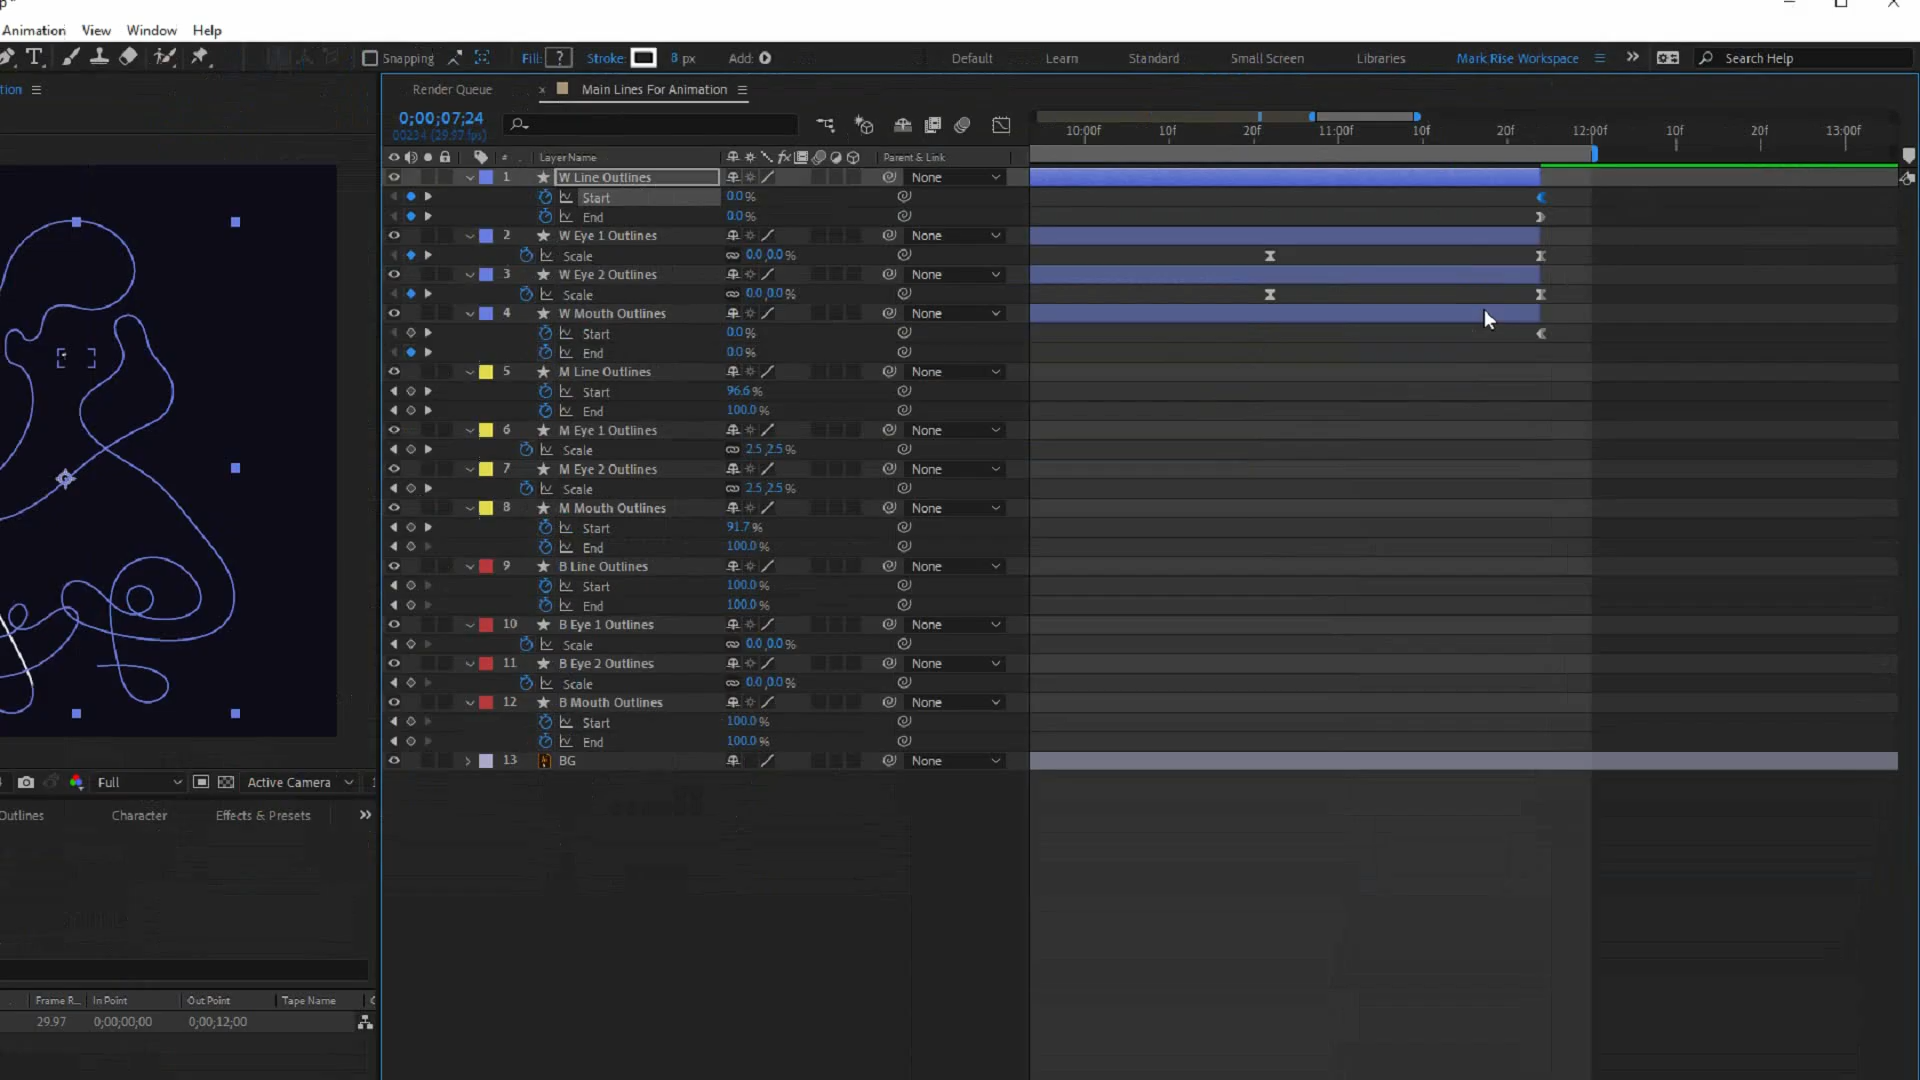 p *
Animation View Window Help
Snapping Fill: ? Stroke: 8 px Add: Default Learn Standard Small Screen Libraries Mark Rise Workspace Search Help
tion
Render Queue × Main Lines For Animation
0;00;07;24
00234 (29.97 fps)
10:00f 10f 20f 11:00f 10f 20f 12:00f 10f 20f 13:00f
# Layer Name Parent & Link
1 W Line Outlines None
Start 0.0 %
End 0.0 %
2 W Eye 1 Outlines None
Scale 0.0,0.0 %
3 W Eye 2 Outlines None
Scale 0.0,0.0 %
4 W Mouth Outlines None
Start 0.0 %
End 0.0 %
5 M Line Outlines None
Start 96.6 %
End 100.0 %
6 M Eye 1 Outlines None
Scale 2.5,2.5 %
7 M Eye 2 Outlines None
Scale 2.5,2.5 %
8 M Mouth Outlines None
Start 91.7 %
End 100.0 %
9 B Line Outlines None
Start 100.0 %
End 100.0 %
10 B Eye 1 Outlines None
Scale 0.0,0.0 %
11 B Eye 2 Outlines None
Scale 0.0,0.0 %
12 B Mouth Outlines None
Start 100.0 %
End 100.0 %
13 BG None
Full Active Camera
Outlines Character Effects & Presets
Frame R... In Point Out Point Tape Name
29.97 0;00;00;00 0;00;12;00